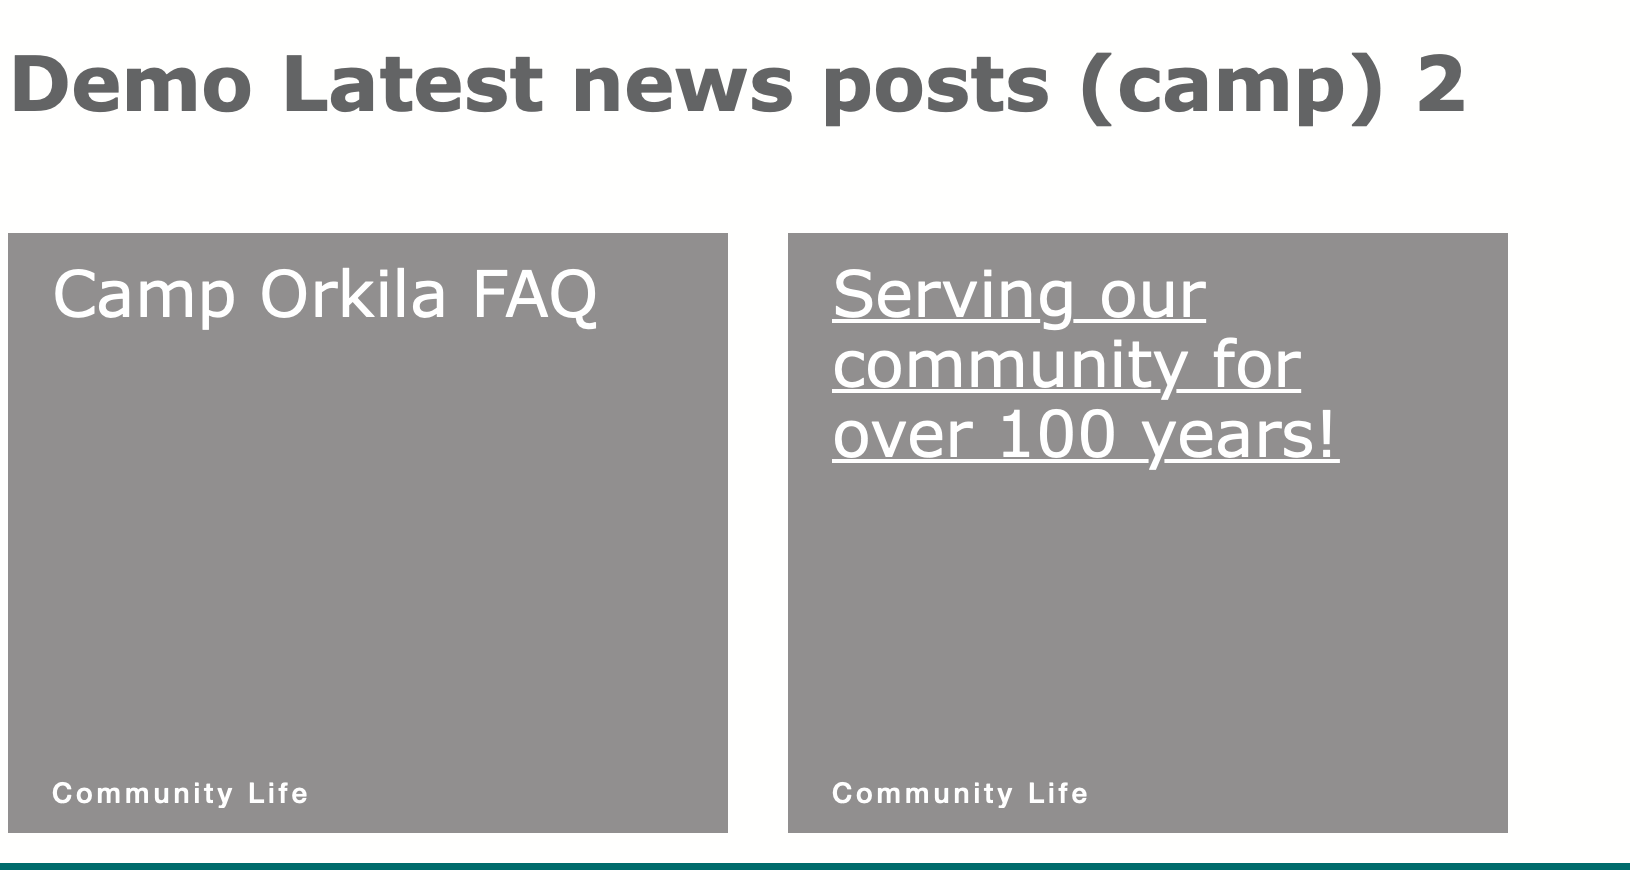 Demo Latest news posts (camp) 2
Camp Orkila FAQ
Community Life
Serving our
community for
over 100 years!
Community Life